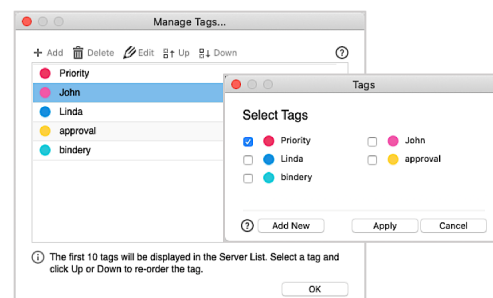 Manage Tags...
+ Add Delete Edit Up Down ?
Priority
John
Linda
approval
bindery
The first 10 tags will be displayed in the Server List. Select a tag and
click Up or Down to re-order the tag.
OK
Tags
Select Tags
Priority John
Linda approval
bindery
? Add New Apply Cancel